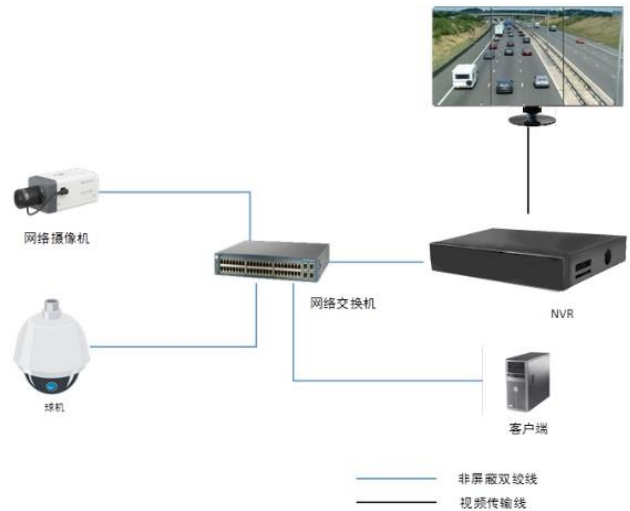 网络摄像机
网络交换机
NVR
球机
客户端
非屏蔽双绞线
视频传输线